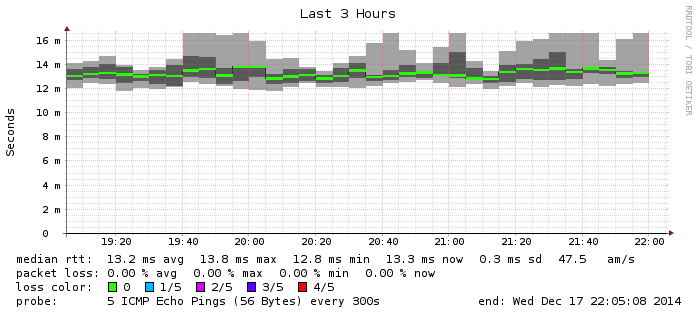 Last 3 Hours
RRDTOOL / TOBI OETIKER
Seconds
16 m
14 m
12 m
10 m
8 m
6 m
4 m
2 m
0
19:20 19:40 20:00 20:20 20:40 21:00 21:20 21:40 22:00
median rtt: 13.2 ms avg 13.8 ms max 12.8 ms min 13.3 ms now 0.3 ms sd 47.5 am/s
packet loss: 0.00 % avg 0.00 % max 0.00 % min 0.00 % now
loss color: 0 1/5 2/5 3/5 4/5
probe: 5 ICMP Echo Pings (56 Bytes) every 300s end: Wed Dec 17 22:05:08 2014